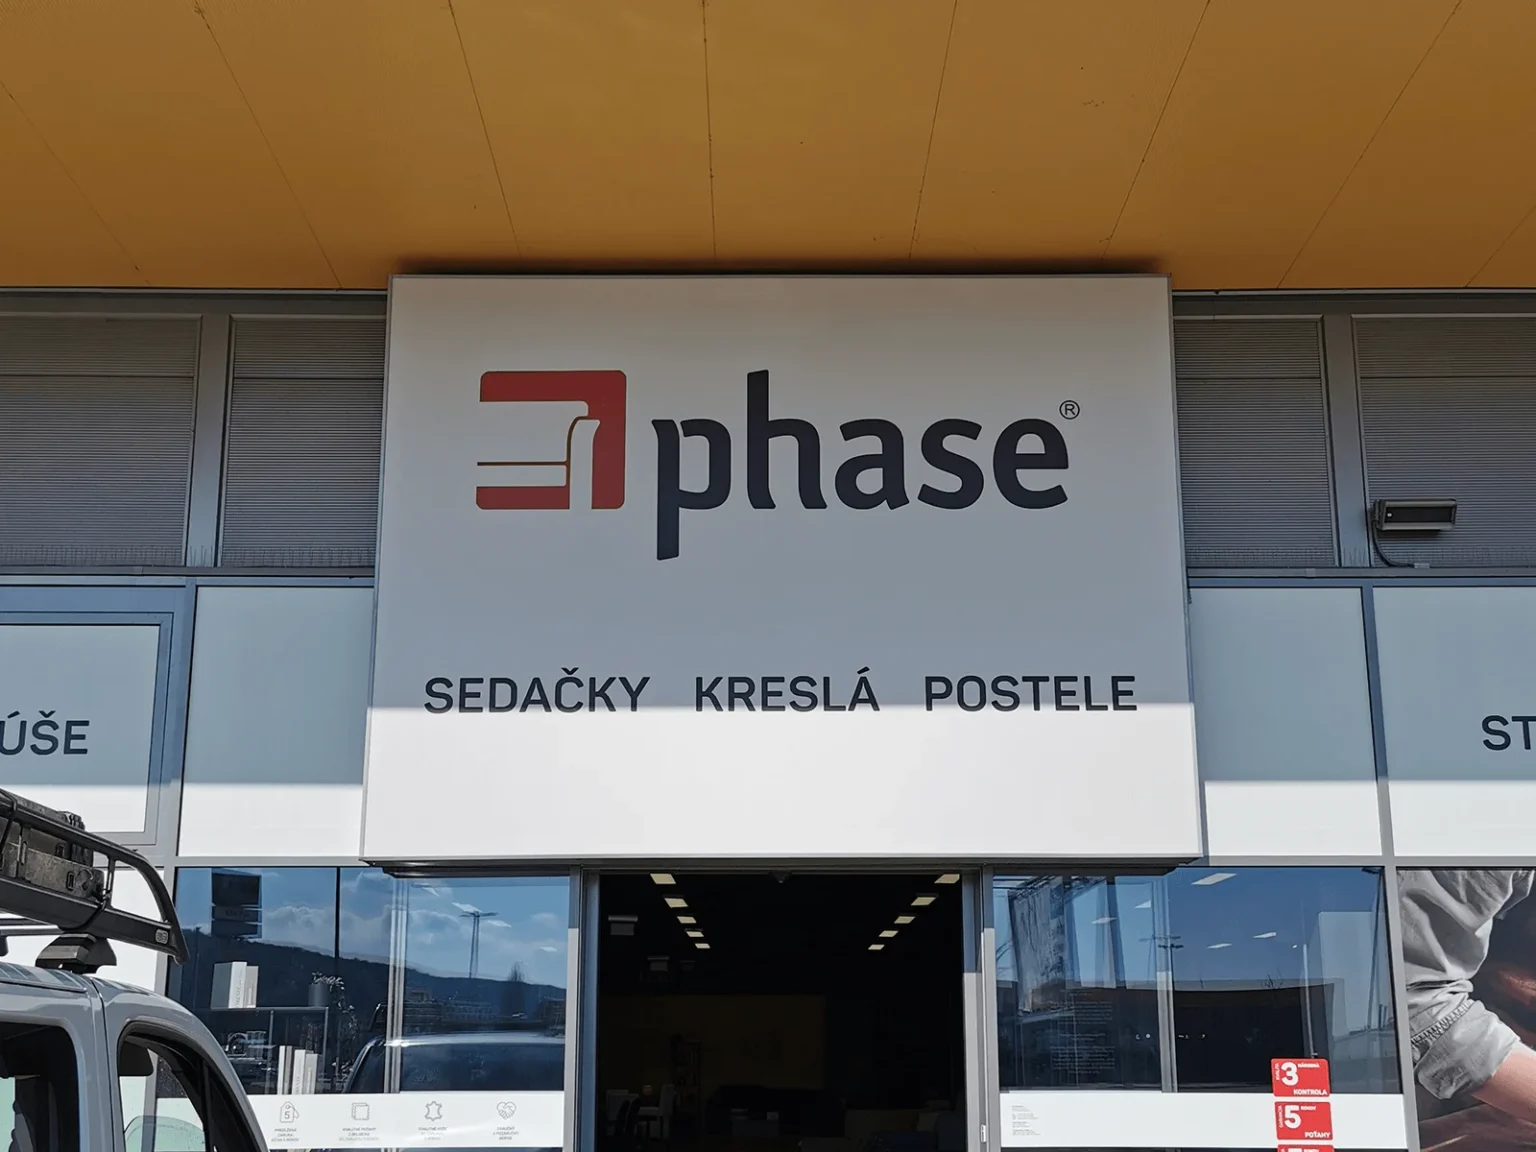 phase®
SEDAČKY KRESLÁ POSTELE
ÚŠE
ST
3
KONTROLA
5
POŤAHY